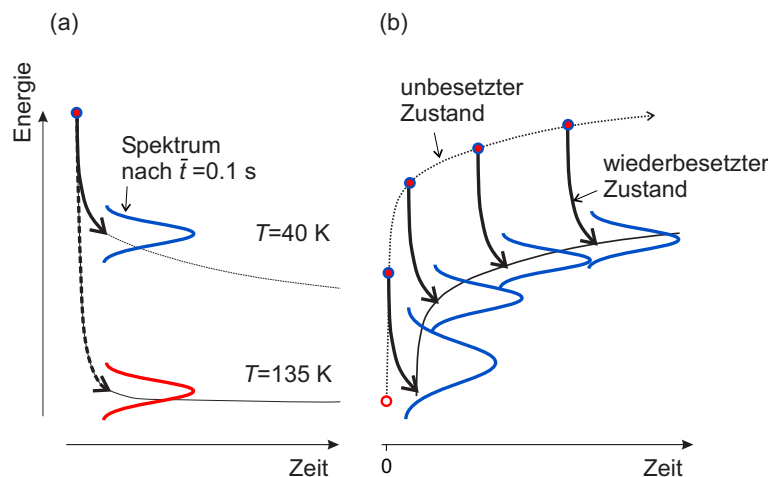 (a)
Energie
Spektrum
nach t̄ =0.1 s
T=40 K
T=135 K
Zeit
(b)
unbesetzter
Zustand
wiederbesetzter
Zustand
0
Zeit